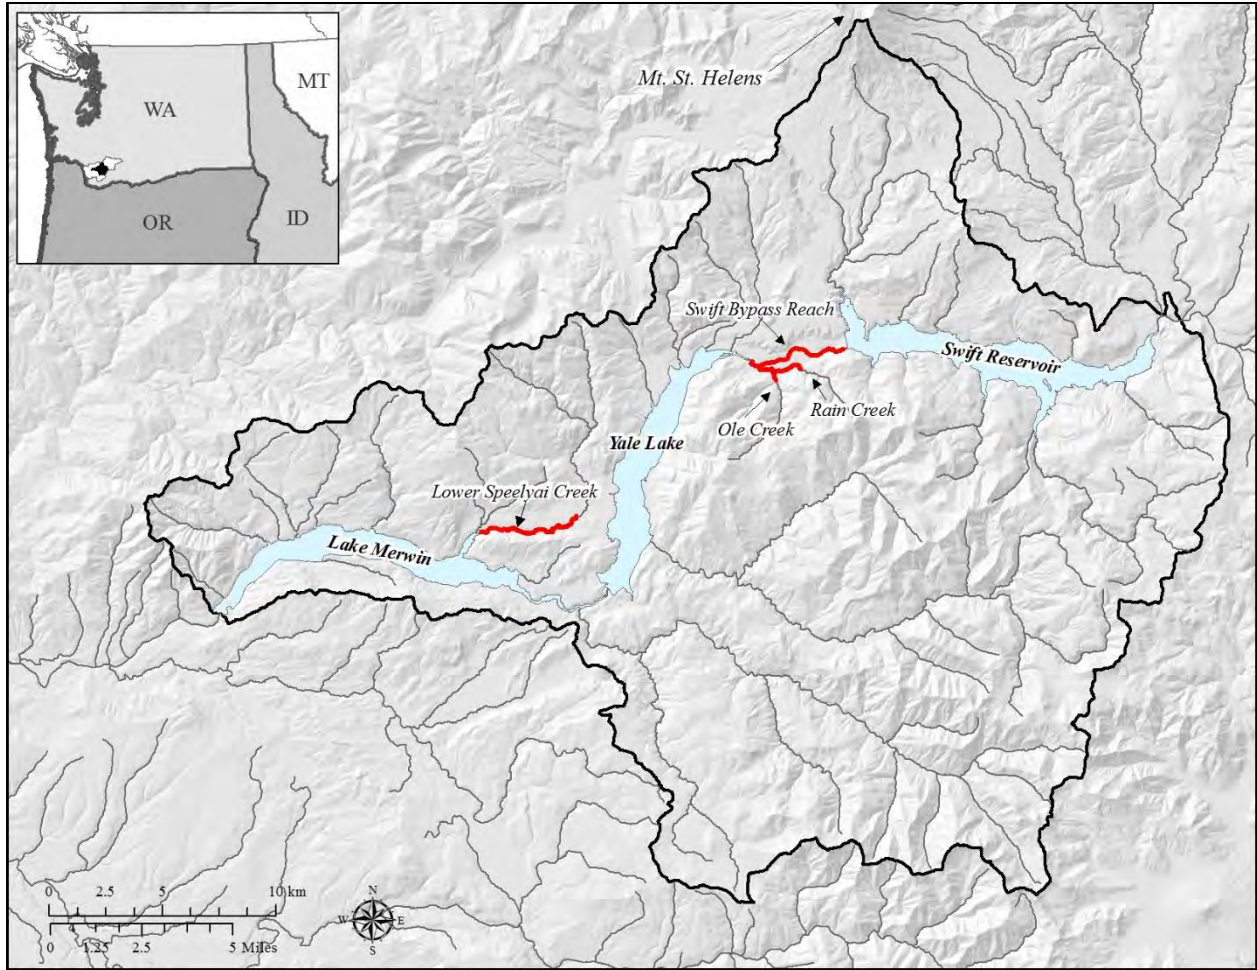 Mt. St. Helens
MT
WA
OR
ID
Swift Bypass Reach
Swift Reservoir
Rain Creek
Ole Creek
Yale Lake
Lower Speelyai Creek
Lake Merwin
0 2.5 5 10 km
0 1.25 2.5 5 Miles
N
W E
S